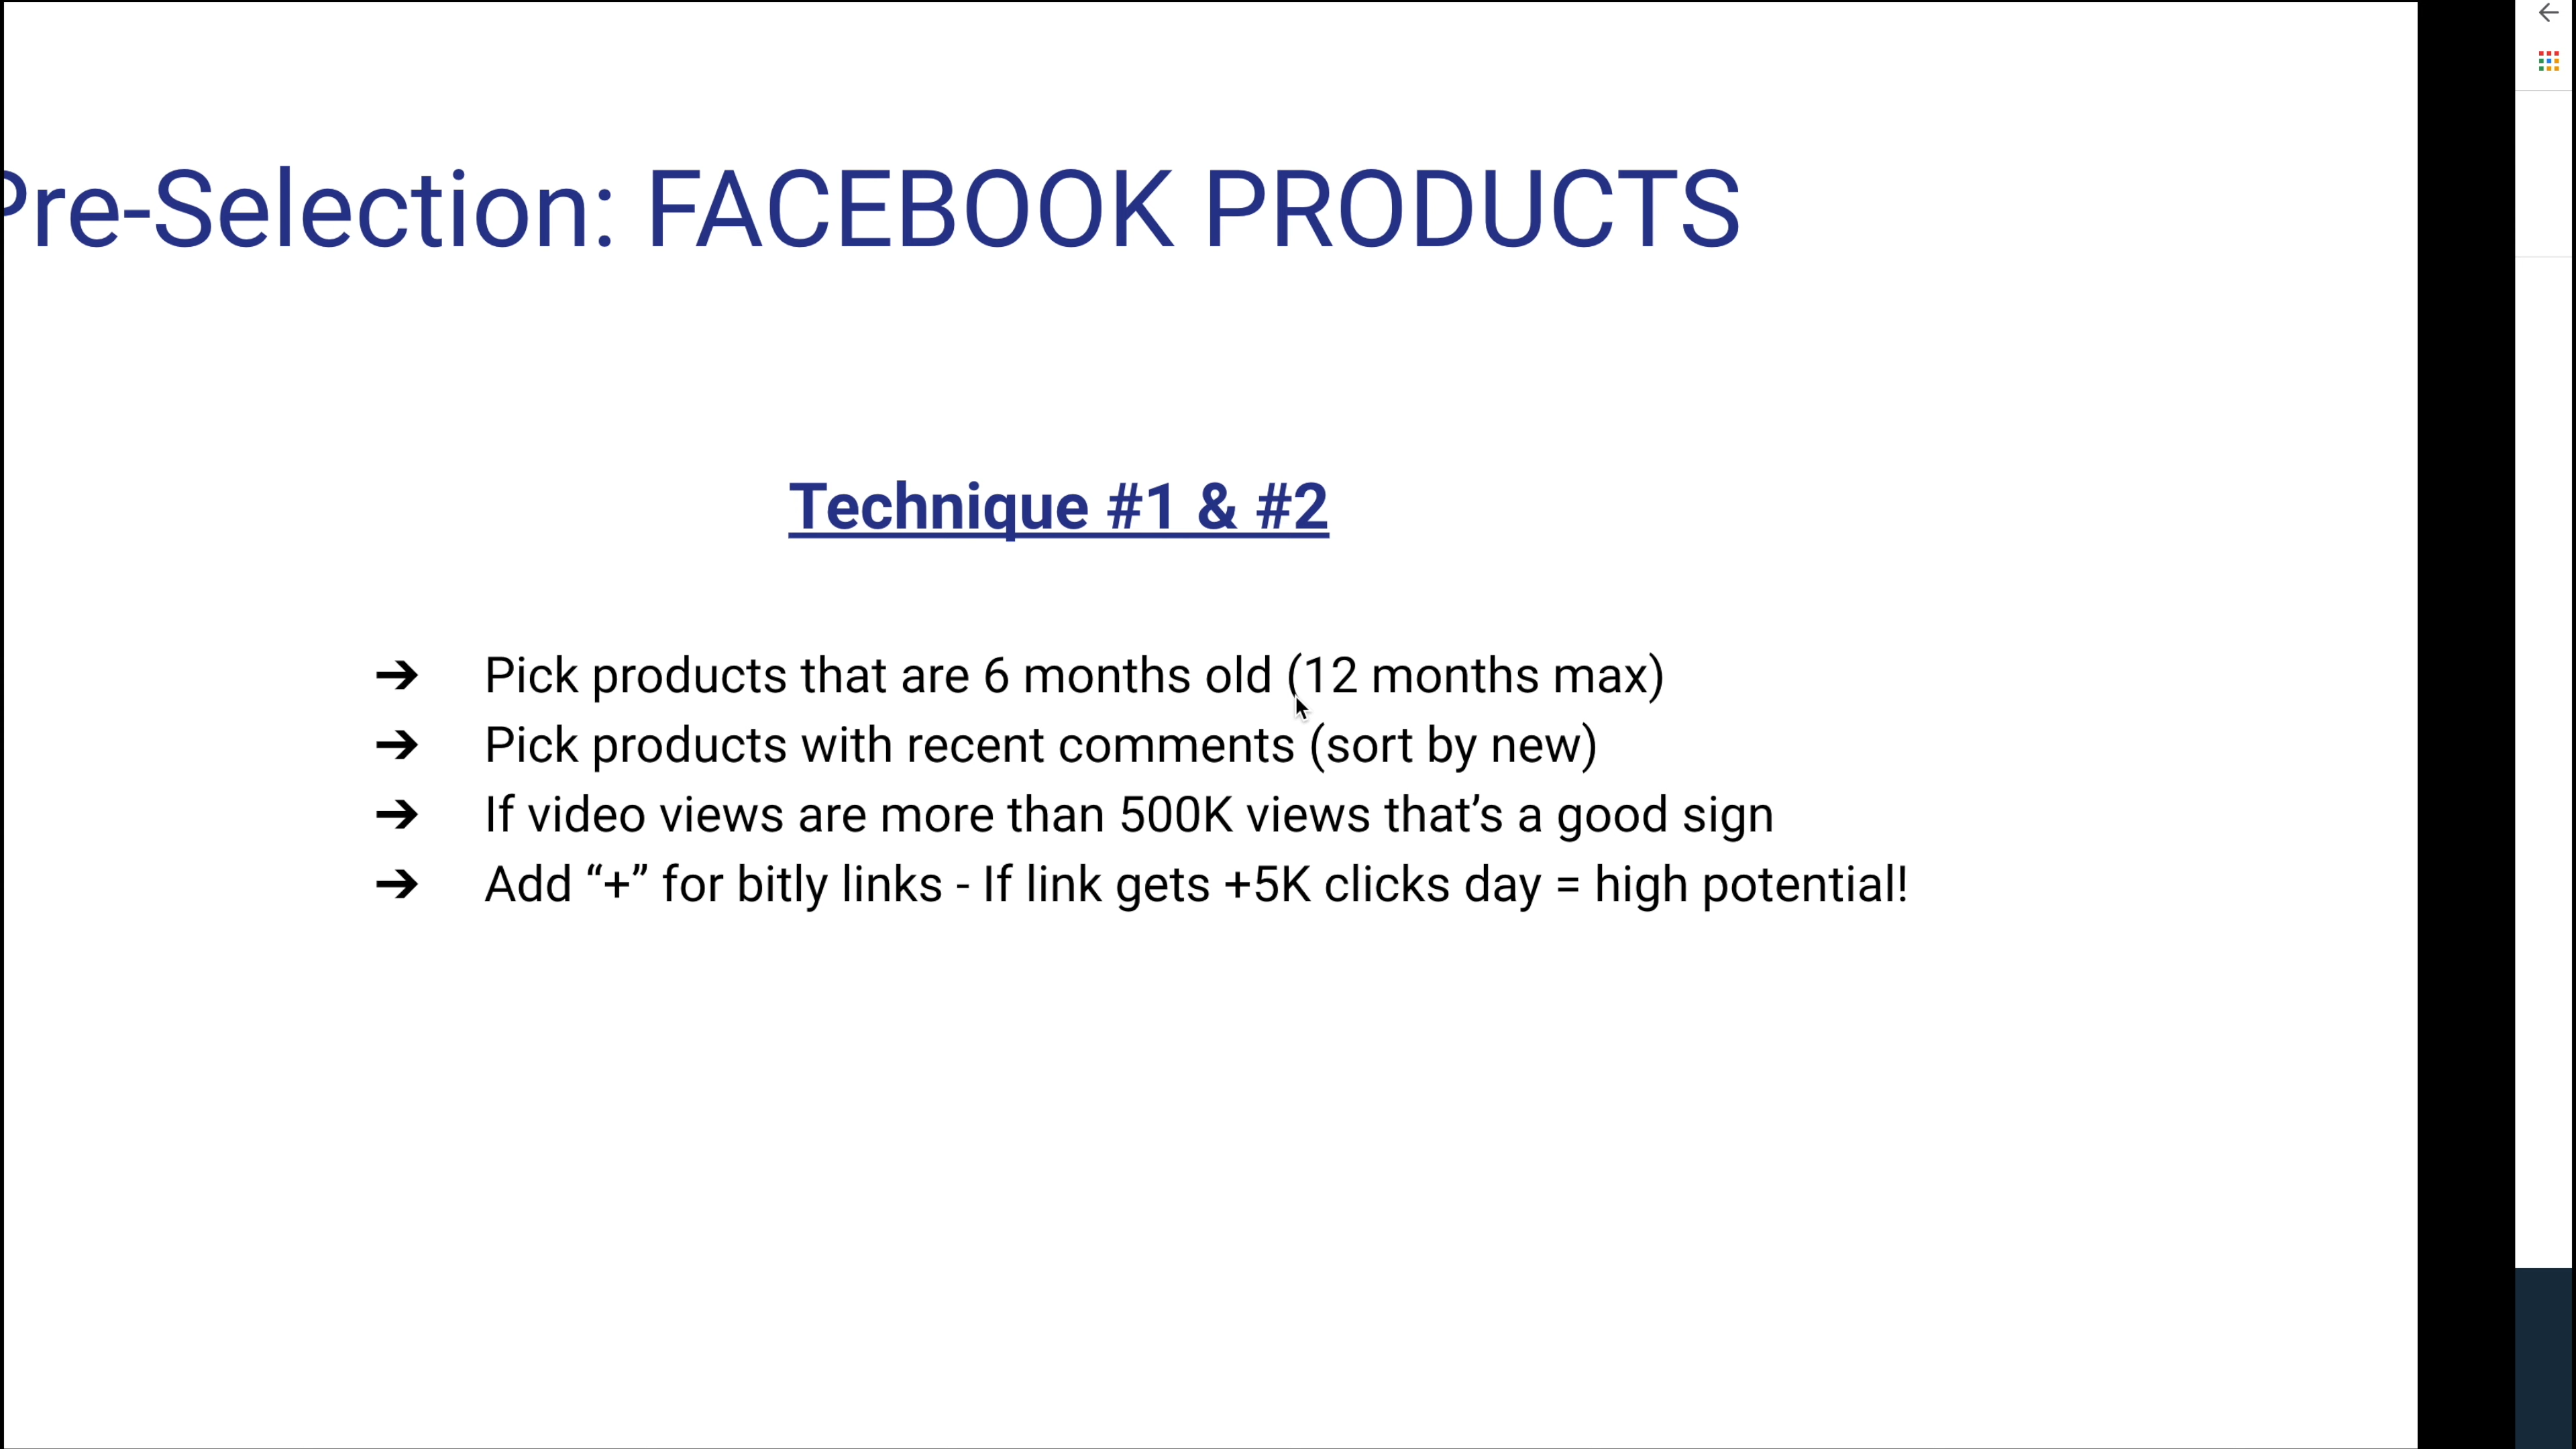 Pre-Selection: FACEBOOK PRODUCTS
Technique #1 & #2
➔ Pick products that are 6 months old (12 months max)
➔ Pick products with recent comments (sort by new)
➔ If video views are more than 500K views that’s a good sign
➔ Add “+” for bitly links - If link gets +5K clicks day = high potential!